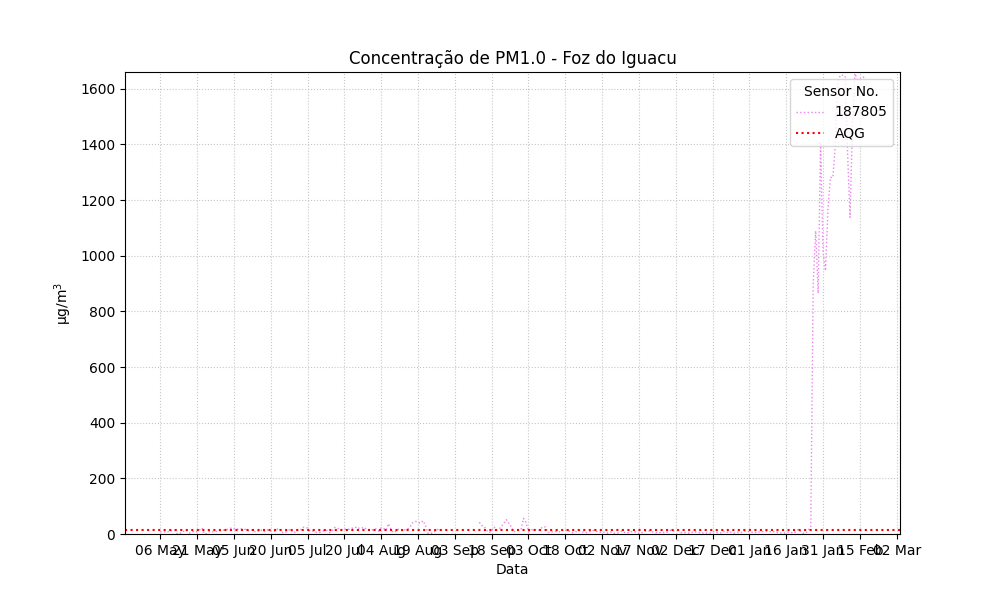 Concentração de PM1.0 - Foz do Iguacu
Sensor No.
187805
AQG
1600
1400
1200
1000
800
600
400
200
0
µg/m³
06 May 21 May 05 Jun 20 Jun 05 Jul 20 Jul 04 Aug 19 Aug 03 Sep 18 Sep 03 Oct 18 Oct 02 Nov 17 Nov 02 Dec 17 Dec 01 Jan 16 Jan 31 Jan 15 Feb 02 Mar
Data